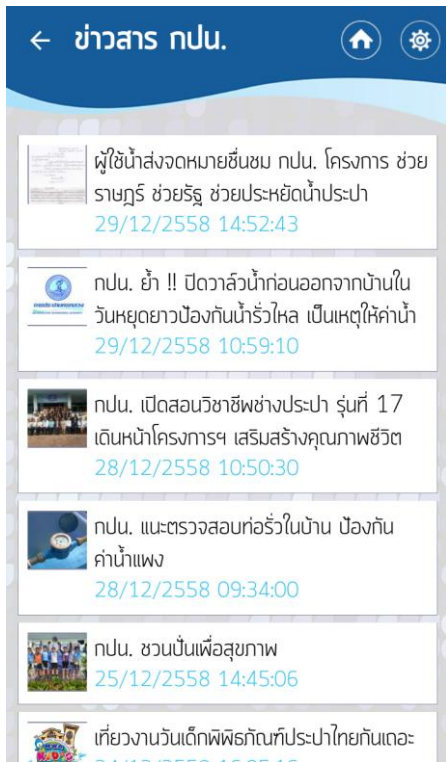 ข่าวสาร กปน.
ผู้ใช้น้ำส่งจดหมายชื่นชม กปน. โครงการ ช่วย
ราษฎร์ ช่วยรัฐ ช่วยประหยัดน้ำประปา
29/12/2558 14:52:43
กปน. ย้ำ !! ปิดวาล์วน้ำก่อนออกจากบ้านใน
วันหยุดยาวป้องกันน้ำรั่วไหล เป็นเหตุให้ค่าน้ำ
29/12/2558 10:59:10
กปน. เปิดสอนวิชาชีพช่างประปา รุ่นที่ 17
เดินหน้าโครงการฯ เสริมสร้างคุณภาพชีวิต
28/12/2558 10:50:30
กปน. แนะตรวจสอบท่อรั่วในบ้าน ป้องกัน
ค่าน้ำแพง
28/12/2558 09:34:00
กปน. ชวนปั่นเพื่อสุขภาพ
25/12/2558 14:45:06
เที่ยวงานวันเด็กพิพิธภัณฑ์ประปาไทยกันเถอะ